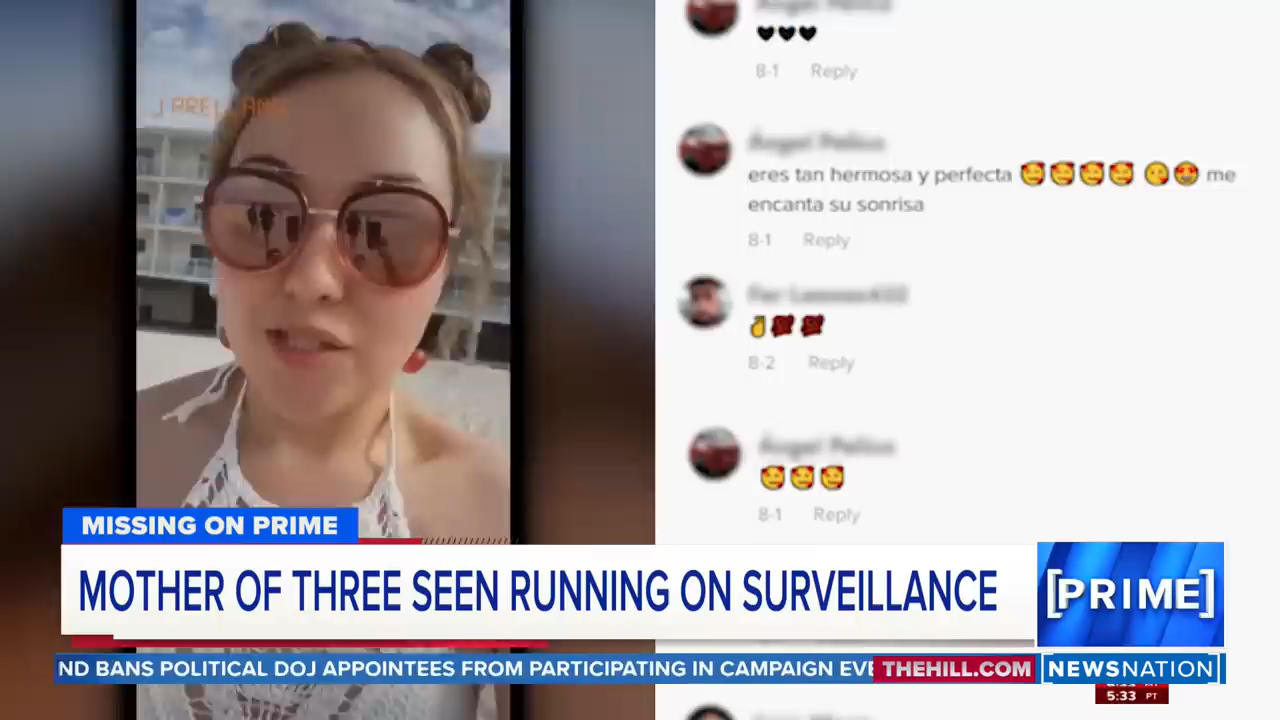 8-1 Reply
eres tan hermosa y perfecta 🥰🥰🥰🥰 😘😍 me
encanta su sonrisa
8-1 Reply
8-2 Reply
8-1 Reply
MISSING ON PRIME
MOTHER OF THREE SEEN RUNNING ON SURVEILLANCE
[PRIME]
ND BANS POLITICAL DOJ APPOINTEES FROM PARTICIPATING IN CAMPAIGN EVE
THEHILL.COM
NEWSNATION
5:33 PT